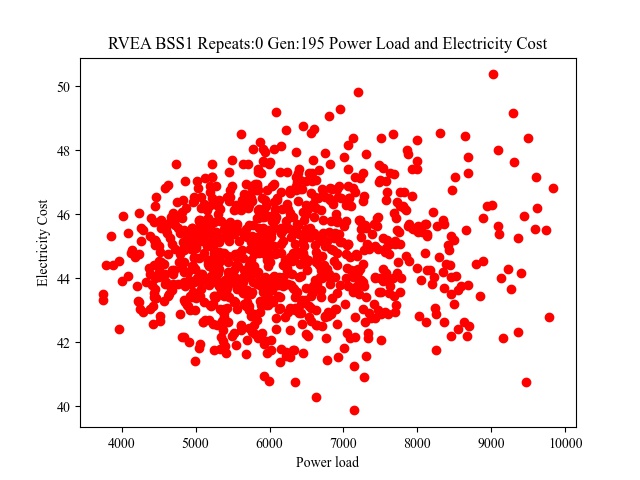 RVEA BSS1 Repeats:0 Gen:195 Power Load and Electricity Cost
50
48
46
44
42
40
Electricity Cost
4000 5000 6000 7000 8000 9000 10000
Power load